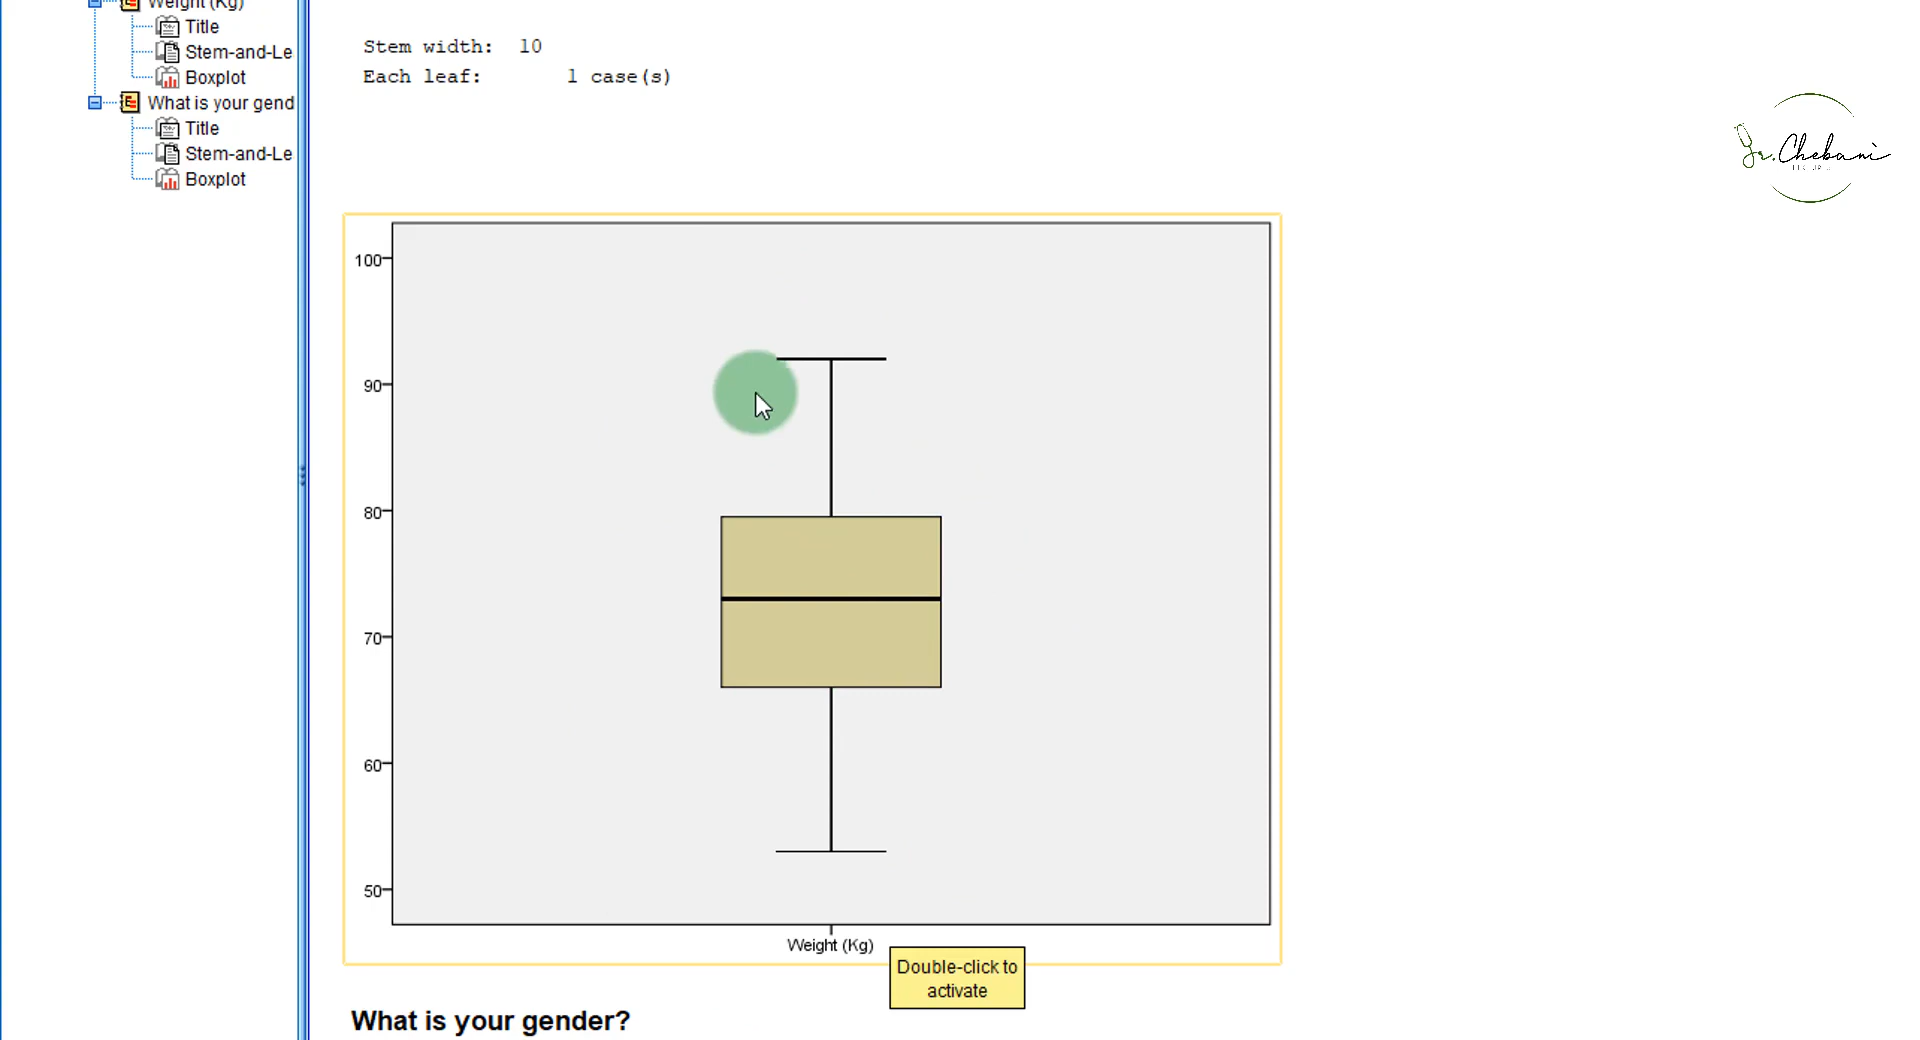 Weight (Kg)
Title
Stem-and-Le
Boxplot
What is your gend
Title
Stem-and-Le
Boxplot
Stem width: 10
Each leaf: 1 case(s)
Dr. Chebani
100
90
80
70
60
50
Weight (Kg)
Double-click to
activate
What is your gender?